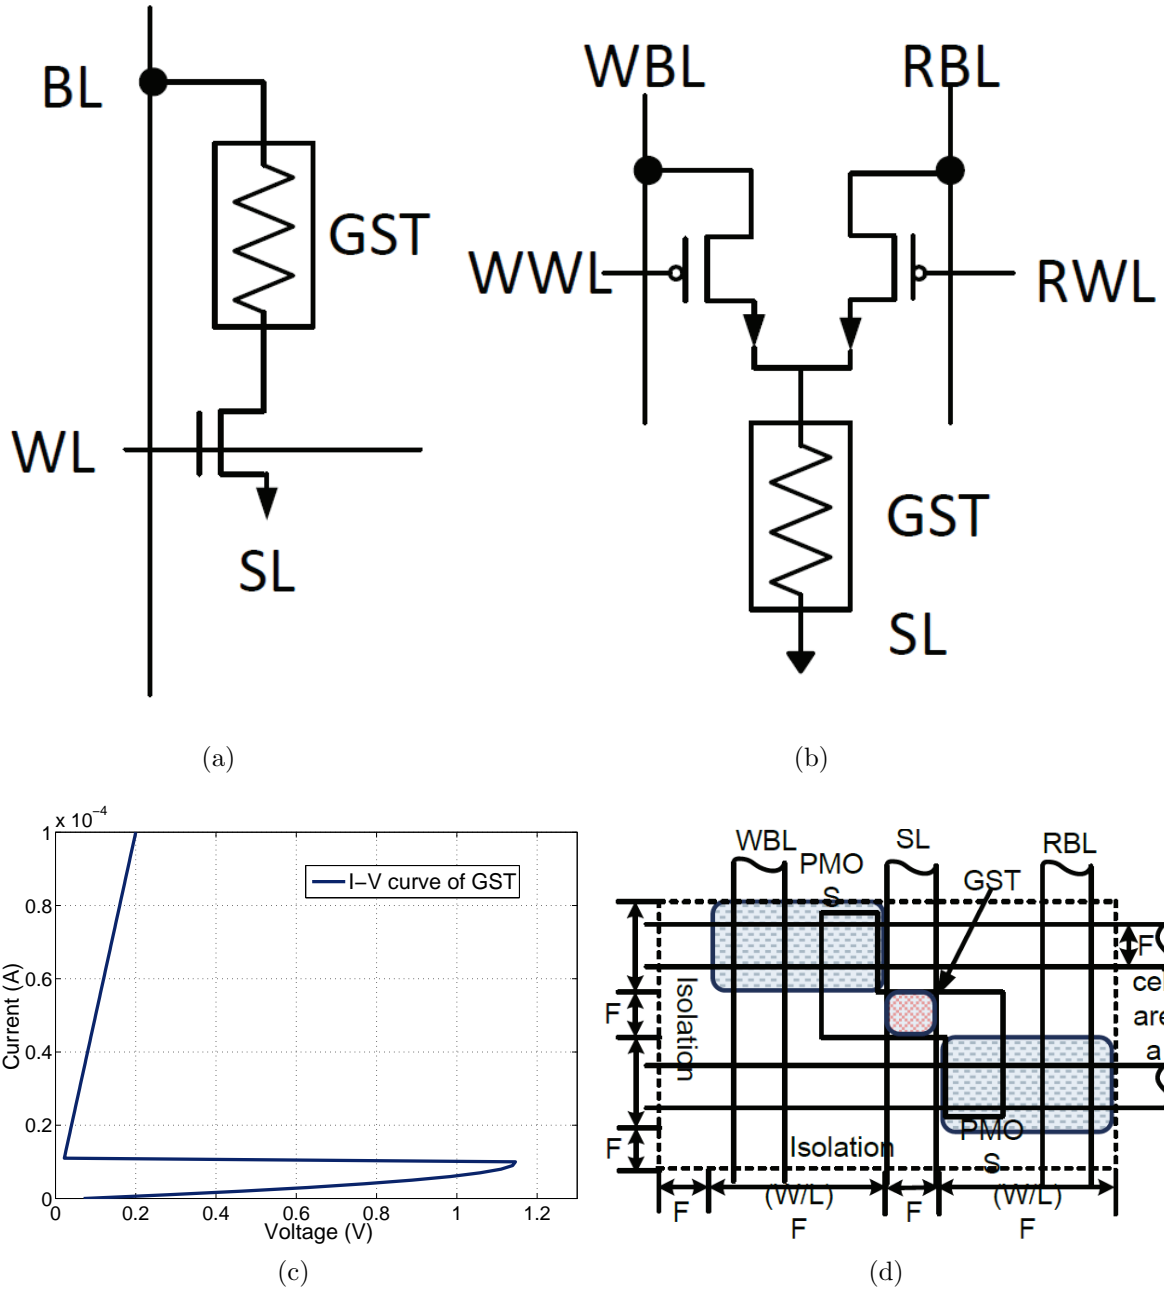 BL
GST
WL
SL
WBL RBL
WWL RWL
GST
SL
(a) (b)
1 x 10⁻⁴
0.8
0.6
0.4
0.2
0
0 0.2 0.4 0.6 0.8 1 1.2
Current (A)
Voltage (V)
I−V curve of GST
(c)
WBL SL RBL
PMO
S
GST
F
F
F
cel
are
a
Isolation
PMO
S
Isolation
F (W/L) F (W/L)
F F
(d)